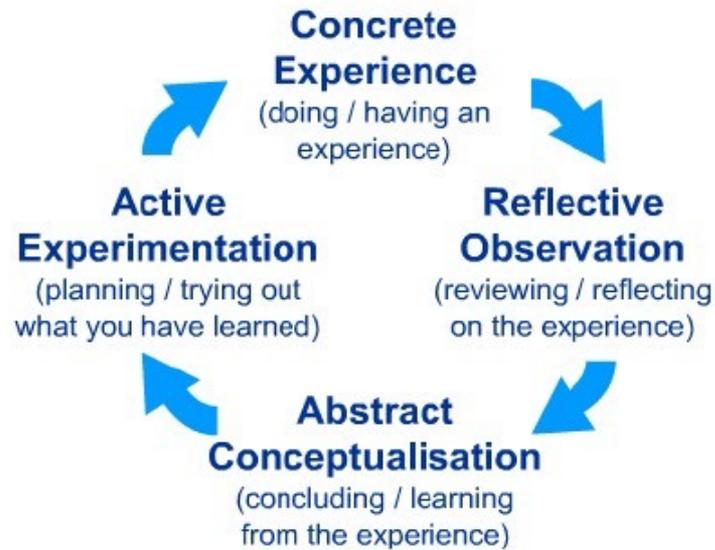 Concrete
Experience
(doing / having an
experience)
Reflective
Observation
(reviewing / reflecting
on the experience)
Abstract
Conceptualisation
(concluding / learning
from the experience)
Active
Experimentation
(planning / trying out
what you have learned)